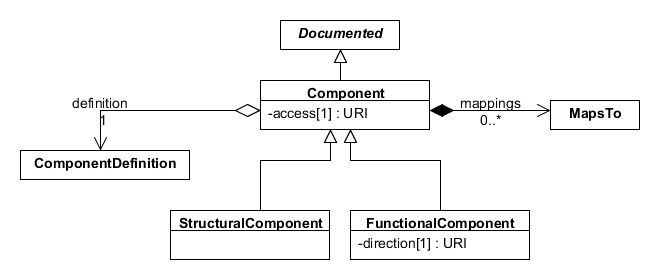 Documented
Component
-access[1] : URI
definition
1
mappings
0..*
MapsTo
ComponentDefinition
StructuralComponent
FunctionalComponent
-direction[1] : URI